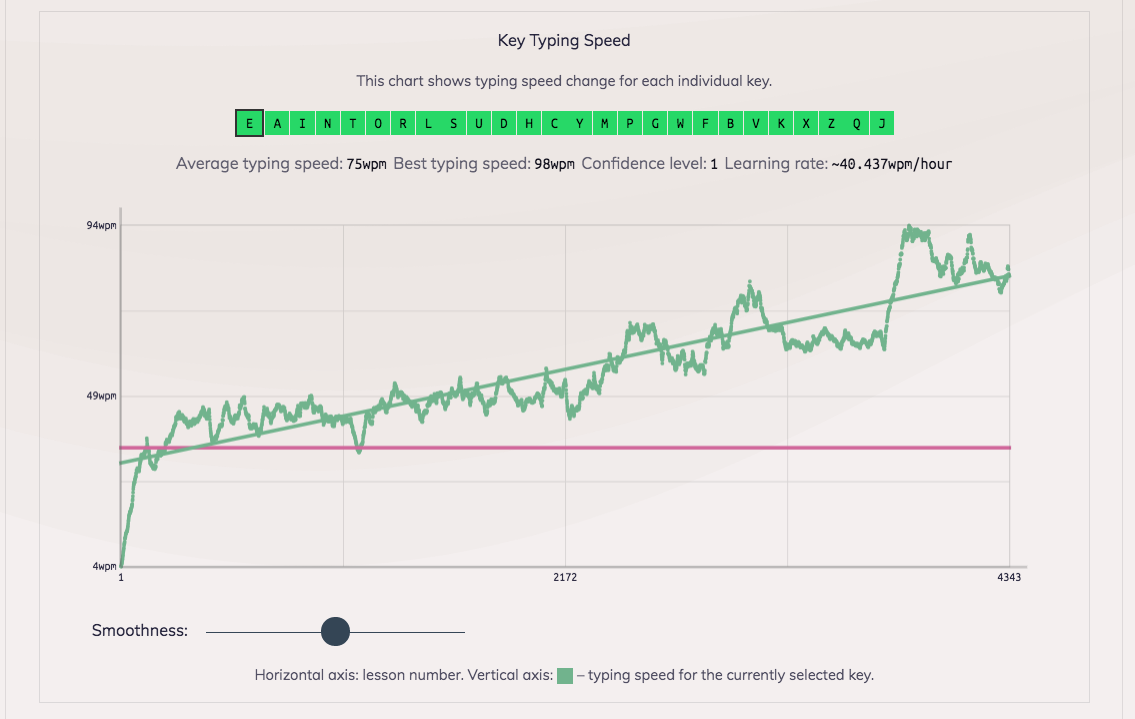 Key Typing Speed
This chart shows typing speed change for each individual key.
E A I N T O R L S U D H C Y M P G W F B V K X Z Q J
Average typing speed: 75wpm Best typing speed: 98wpm Confidence level: 1 Learning rate: ~40.437wpm/hour
94wpm
49wpm
4wpm
1 2172 4343
Smoothness:
Horizontal axis: lesson number. Vertical axis: – typing speed for the currently selected key.